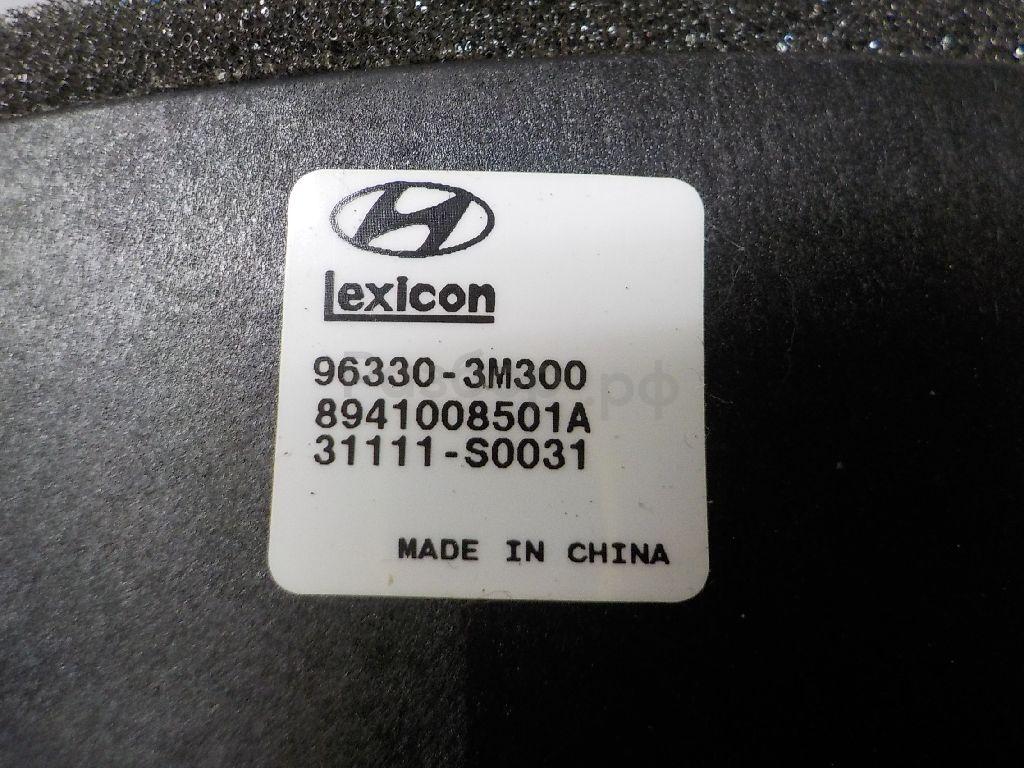 Lexicon
96330-3M300
8941008501A
31111-S0031
MADE IN CHINA